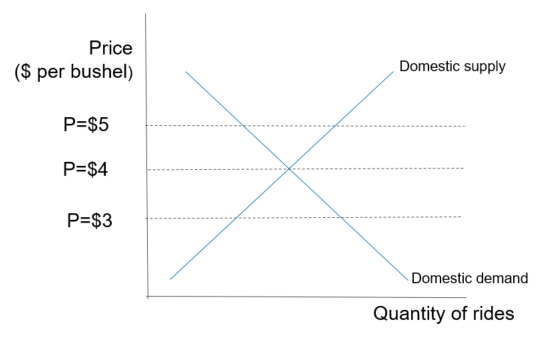 Price
($ per bushel)
Domestic supply
P=$5
P=$4
P=$3
Domestic demand
Quantity of rides